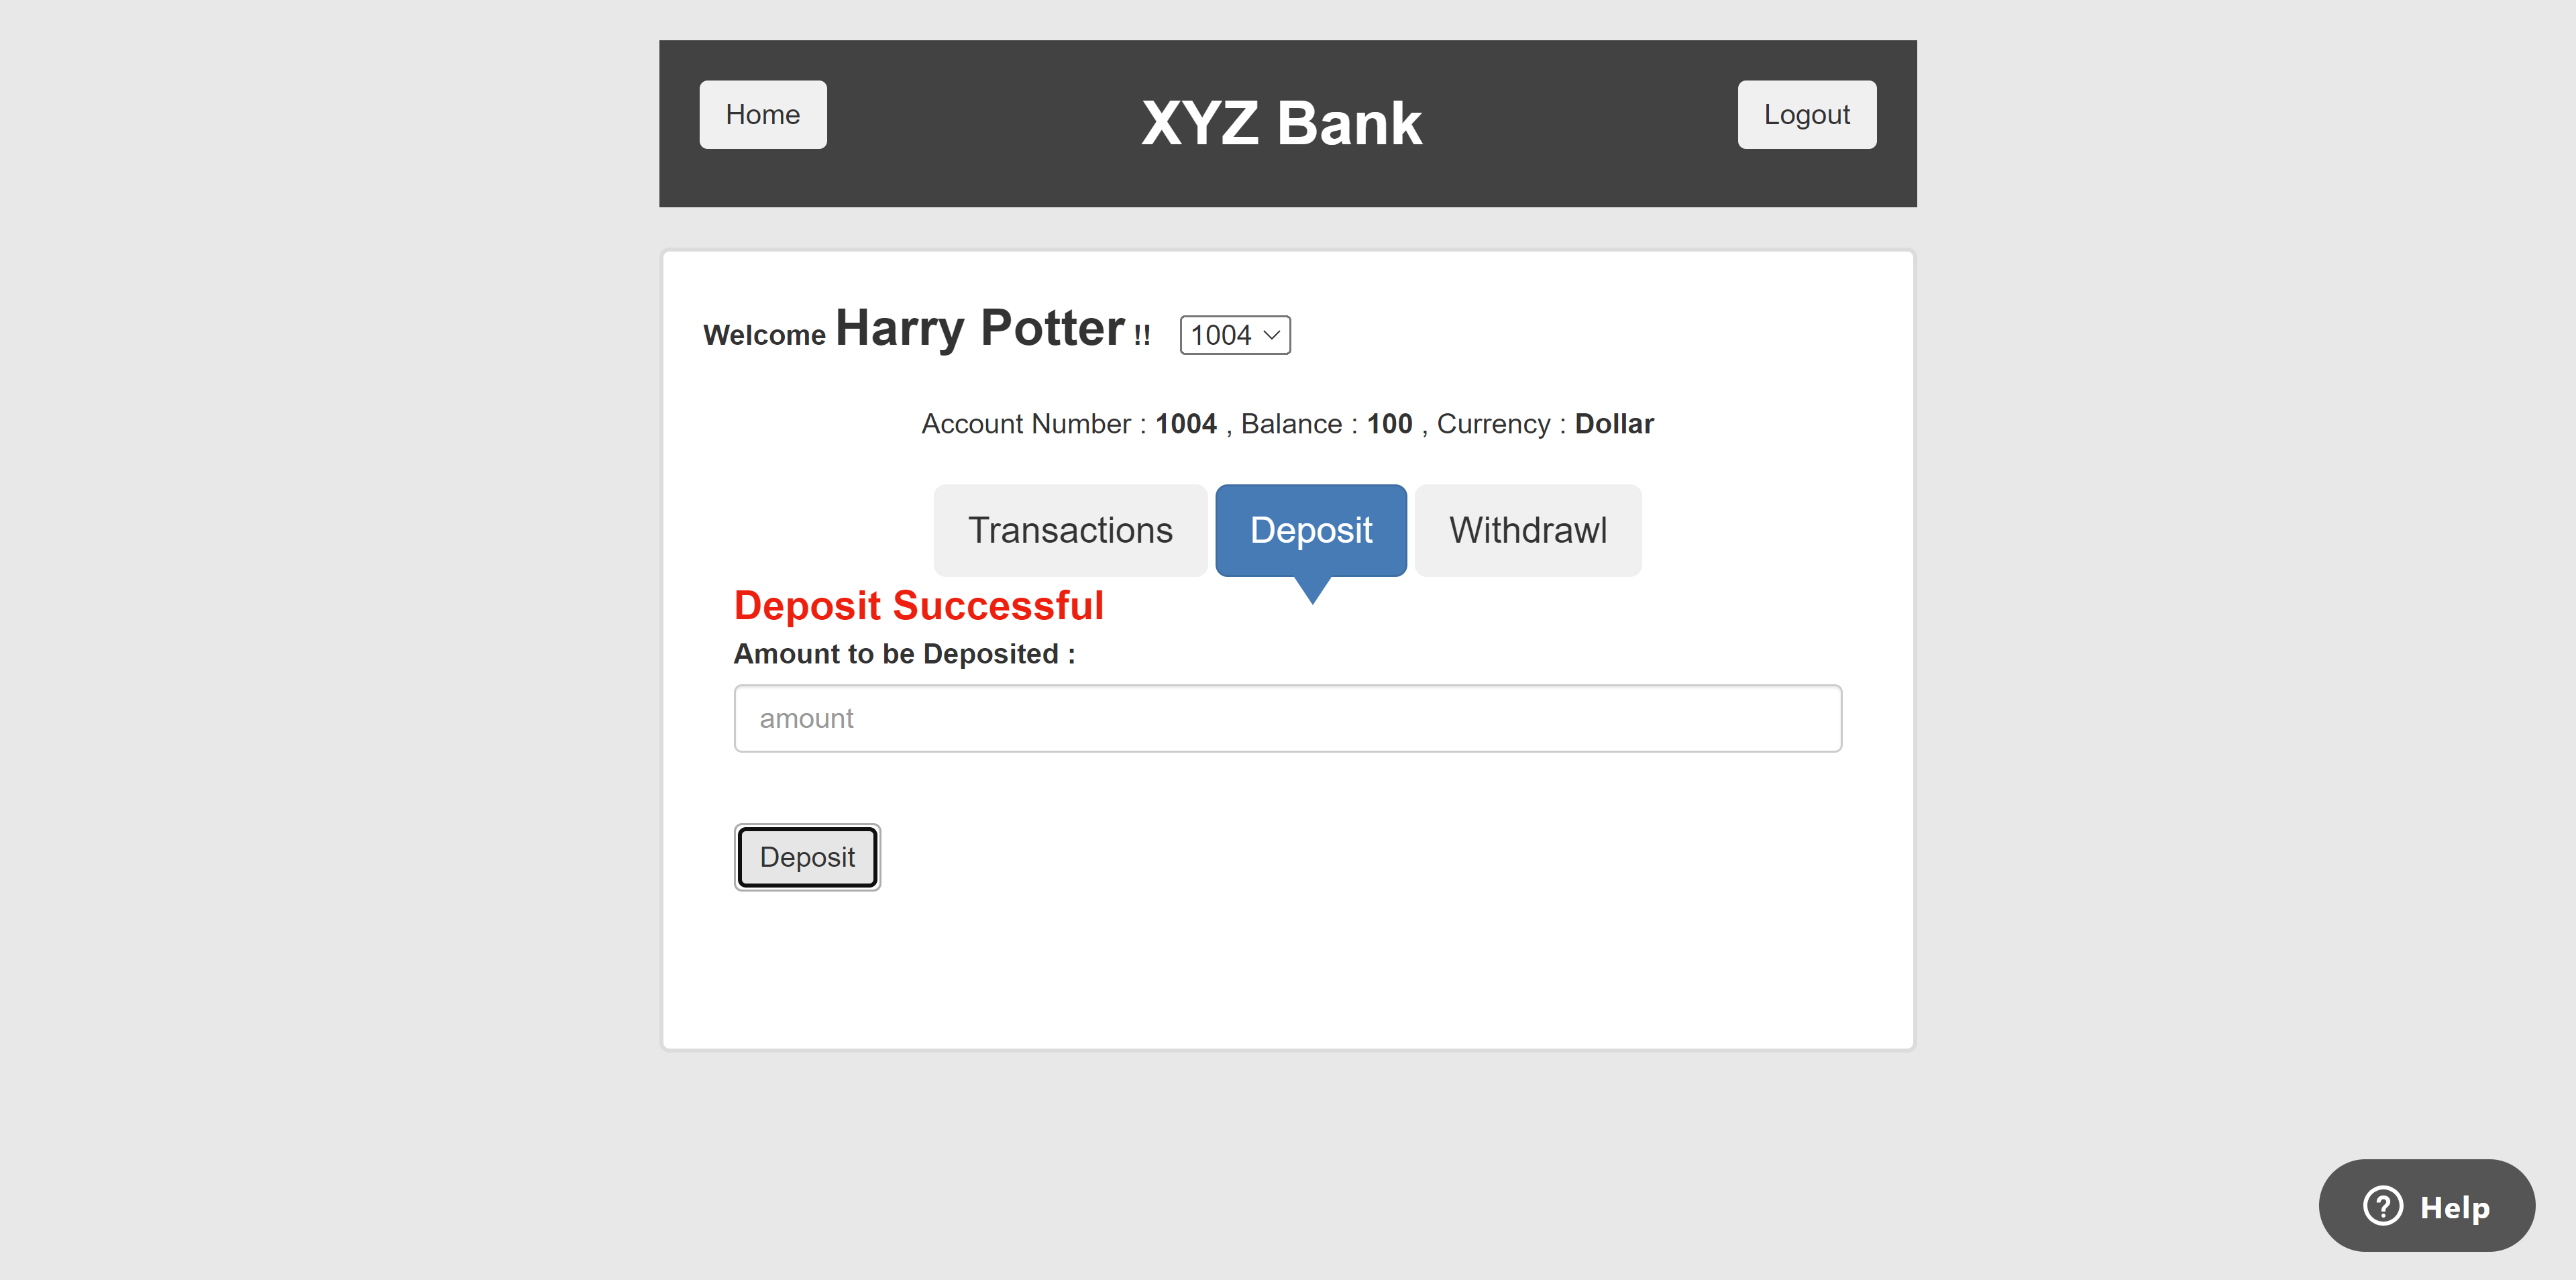 Home XYZ Bank Logout
Welcome Harry Potter !! 1004
Account Number : 1004 , Balance : 100 , Currency : Dollar
Transactions Deposit Withdrawl
Deposit Successful
Amount to be Deposited :
amount
Deposit
? Help